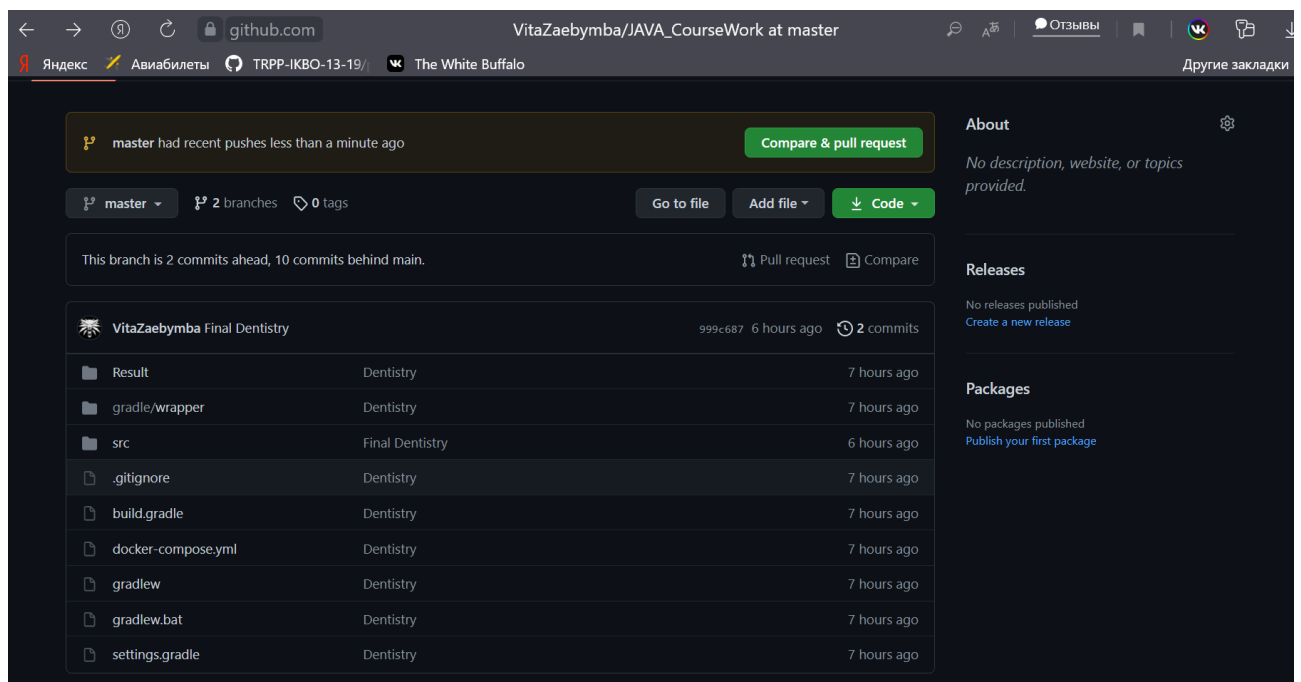 github.com
VitaZaebymba/JAVA_CourseWork at master
Отзывы
Яндекс
Авиабилеты
TRPP-IKBO-13-19/
The White Buffalo
Другие закладки
master had recent pushes less than a minute ago
Compare & pull request
master
2 branches
0 tags
Go to file
Add file
Code
This branch is 2 commits ahead, 10 commits behind main.
Pull request
Compare
VitaZaebymba Final Dentistry
999c687 6 hours ago
2 commits
Result Dentistry 7 hours ago
gradle/wrapper Dentistry 7 hours ago
src Final Dentistry 6 hours ago
.gitignore Dentistry 7 hours ago
build.gradle Dentistry 7 hours ago
docker-compose.yml Dentistry 7 hours ago
gradlew Dentistry 7 hours ago
gradlew.bat Dentistry 7 hours ago
settings.gradle Dentistry 7 hours ago
About
No description, website, or topics
provided.
Releases
No releases published
Create a new release
Packages
No packages published
Publish your first package